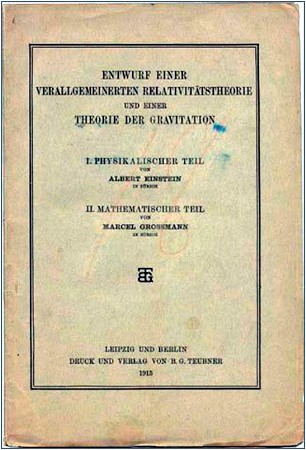 ENTWURF EINER
VERALLGEMEINERTEN RELATIVITÄTSTHEORIE
UND EINER
THEORIE DER GRAVITATION
I. PHYSIKALISCHER TEIL
VON
ALBERT EINSTEIN
IN ZÜRICH
II. MATHEMATISCHER TEIL
VON
MARCEL GROSSMANN
IN ZÜRICH
BTG
LEIPZIG UND BERLIN
DRUCK UND VERLAG VON B. G. TEUBNER
1913